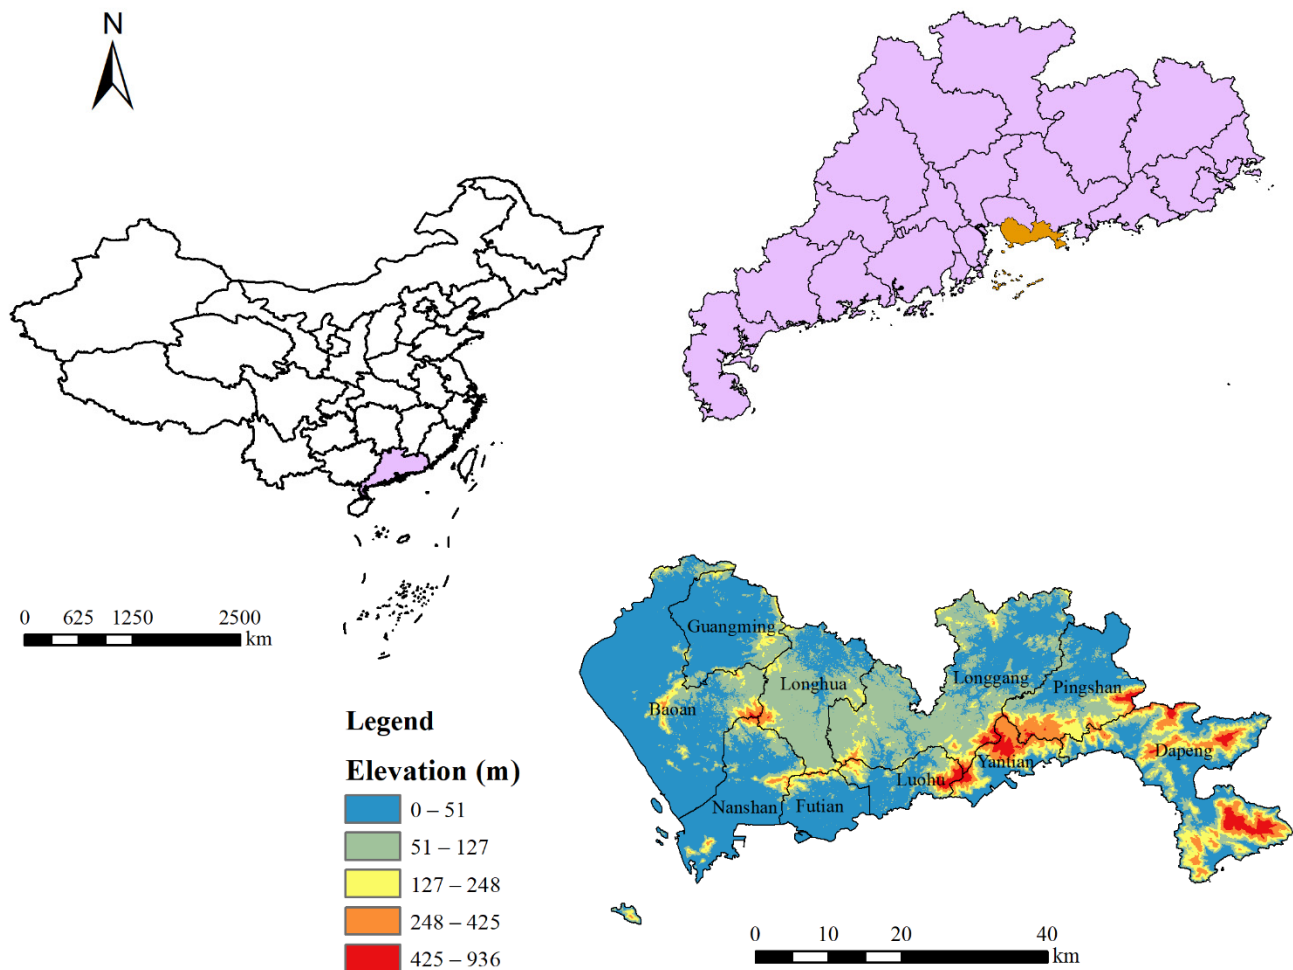 N
0 625 1250 2500
km
Legend
Elevation (m)
0 – 51
51 – 127
127 – 248
248 – 425
425 – 936
Guangming
Longhua
Longgang
Pingshan
Baoan
Dapeng
Yantian
Luohu
Nanshan
Futian
0 10 20 40
km